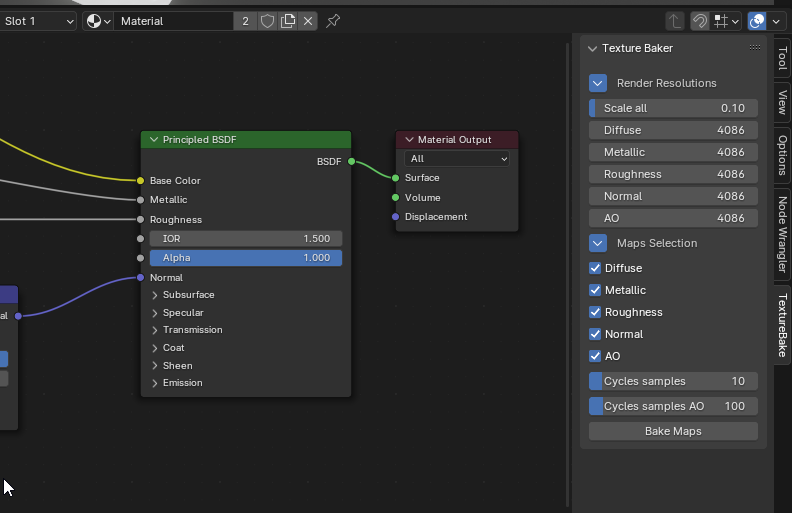 Slot 1
Material
2
Texture Baker
Render Resolutions
Scale all 0.10
Diffuse 4086
Metallic 4086
Roughness 4086
Normal 4086
AO 4086
Maps Selection
Diffuse
Metallic
Roughness
Normal
AO
Cycles samples 10
Cycles samples AO 100
Bake Maps
Tool
View
Options
Node Wrangler
TextureBake
Principled BSDF
BSDF
Base Color
Metallic
Roughness
IOR 1.500
Alpha 1.000
Normal
Subsurface
Specular
Transmission
Coat
Sheen
Emission
Material Output
All
Surface
Volume
Displacement
al